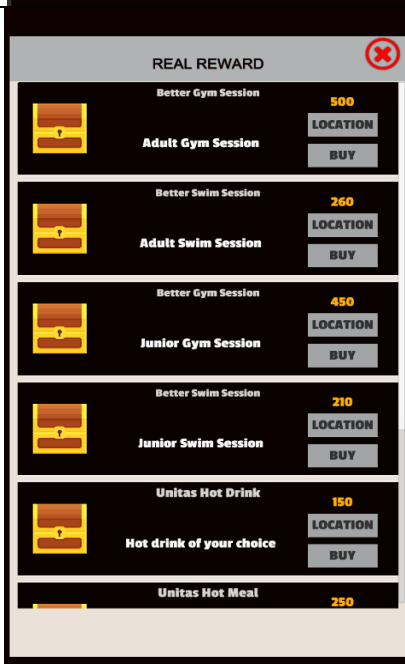 REAL REWARD
Better Gym Session
500
LOCATION
Adult Gym Session
BUY
Better Swim Session
260
LOCATION
Adult Swim Session
BUY
Better Gym Session
450
LOCATION
Junior Gym Session
BUY
Better Swim Session
210
LOCATION
Junior Swim Session
BUY
Unitas Hot Drink
150
LOCATION
Hot drink of your choice
BUY
Unitas Hot Meal
250